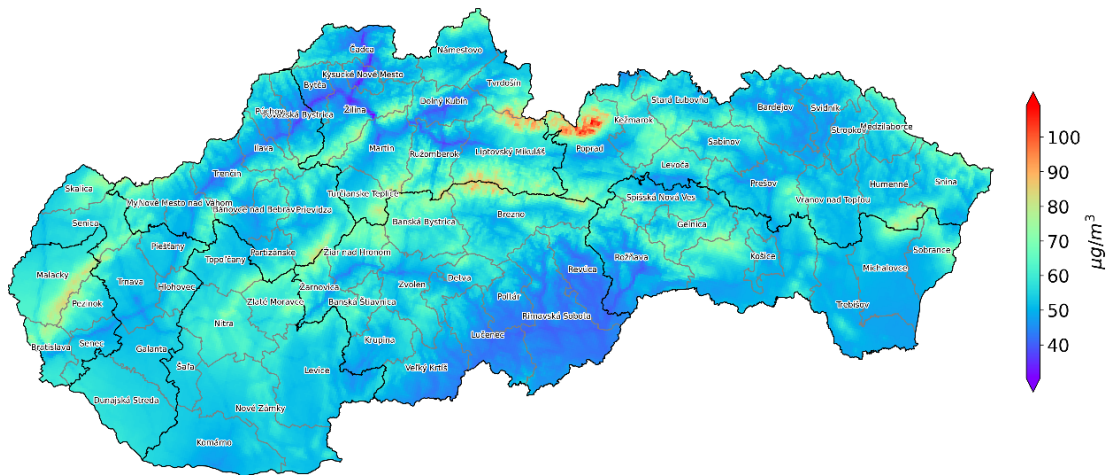 Čadca
Námestovo
Kysucké Nové Mesto
Bytča
Tvrdošín
Dolný Kubín
Stará Ľubovňa
Bardejov
Svidník
Púchov
Považská Bystrica
Žilina
Kežmarok
Stropkov
Medzilaborce
Sabinov
Ilava
Martin
Ružomberok
Liptovský Mikuláš
Poprad
Levoča
Trenčín
Prešov
Humenné
Snina
Skalica
Turčianske Teplice
Spišská Nová Ves
Vranov nad Topľou
Nové Mesto nad Váhom
Bánovce nad Bebravou
Prievidza
Banská Bystrica
Brezno
Senica
Gelnica
Piešťany
Partizánske
Žiar nad Hronom
Sobrance
Topoľčany
Rožňava
Košice
Malacky
Trnava
Hlohovec
Žarnovica
Zvolen
Detva
Revúca
Michalovce
Pezinok
Zlaté Moravce
Banská Štiavnica
Poltár
Trebišov
Nitra
Rimavská Sobota
Bratislava
Senec
Galanta
Krupina
Lučenec
Šaľa
Levice
Veľký Krtíš
Dunajská Streda
Nové Zámky
Komárno
100
90
80
70
60
50
40
µg/m³